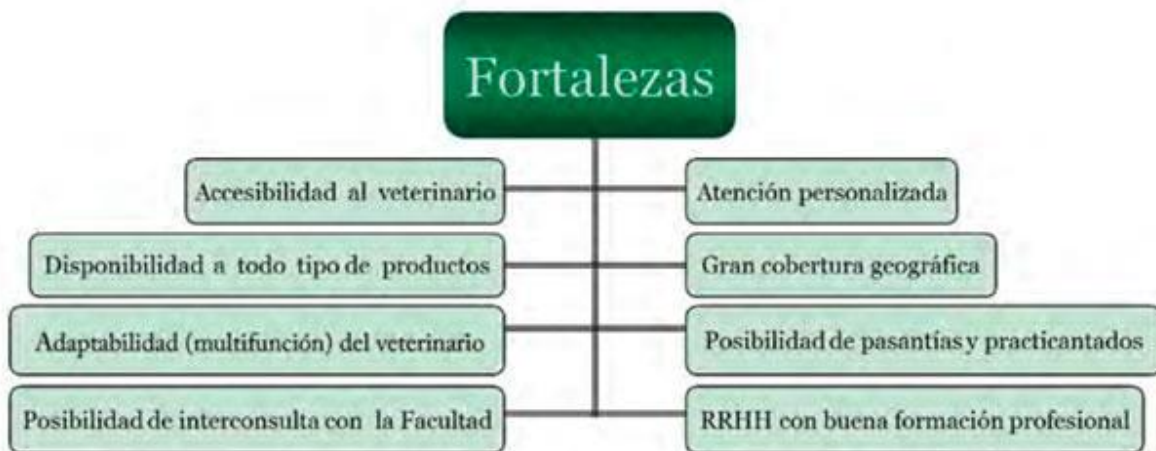 Fortalezas
Accesibilidad al veterinario
Atención personalizada
Disponibilidad a todo tipo de productos
Gran cobertura geográfica
Adaptabilidad (multifunción) del veterinario
Posibilidad de pasantías y practicantados
Posibilidad de interconsulta con la Facultad
RRHH con buena formación profesional